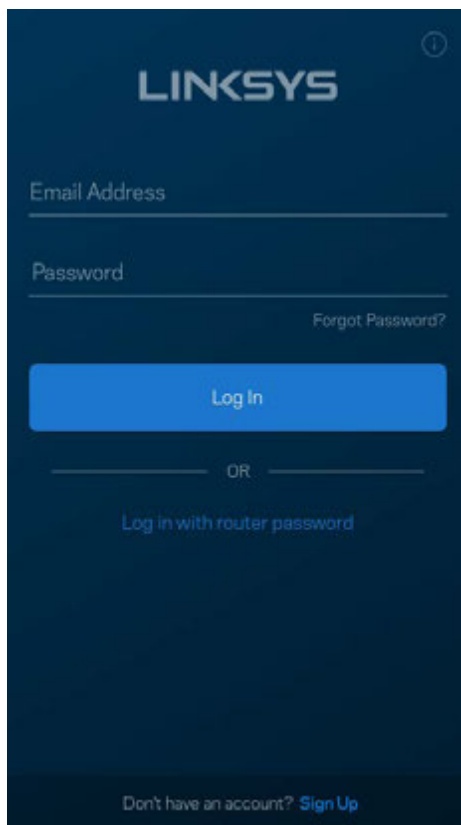 LINKSYS
Email Address
Password
Forgot Password?
Log In
OR
Log in with router password
Don't have an account? Sign Up